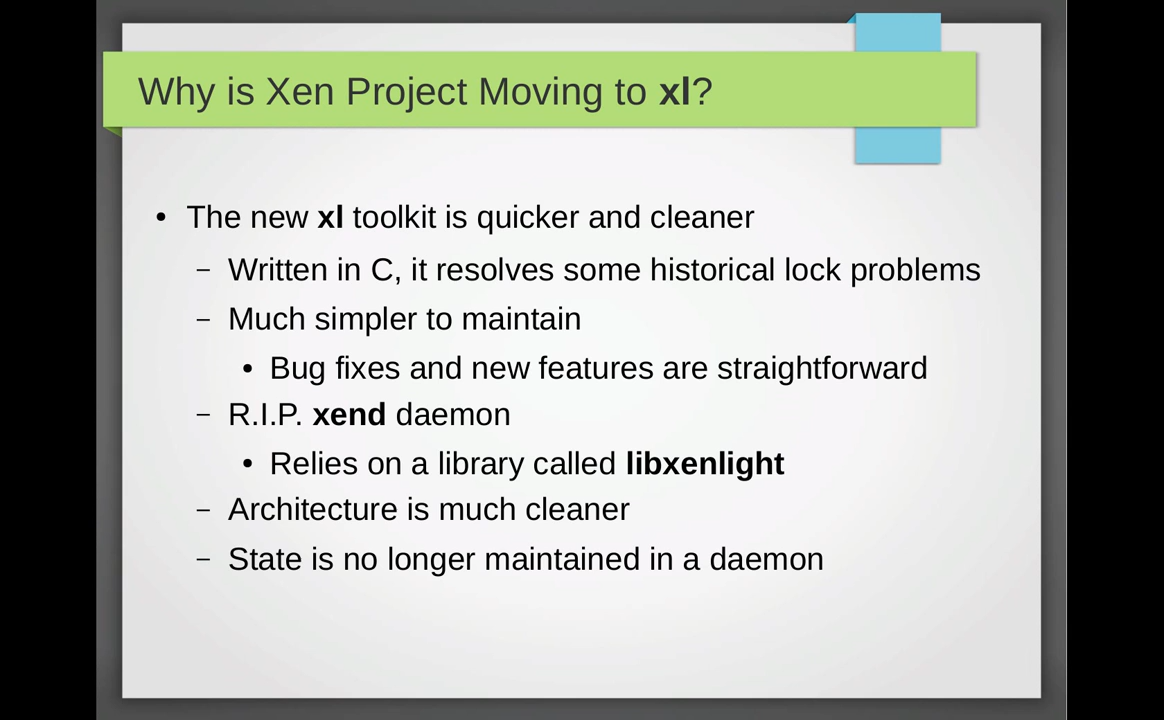 Why is Xen Project Moving to xl?
• The new xl toolkit is quicker and cleaner
– Written in C, it resolves some historical lock problems
– Much simpler to maintain
• Bug fixes and new features are straightforward
– R.I.P. xend daemon
• Relies on a library called libxenlight
– Architecture is much cleaner
– State is no longer maintained in a daemon